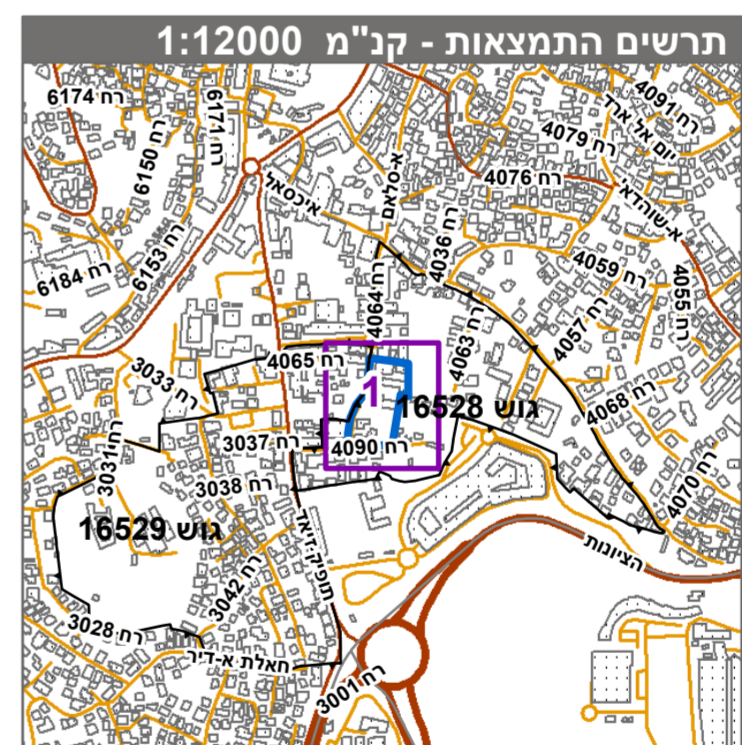 תרשים התמצאות - קנ"מ 1:12000
רח 6174
רח 6171
רח 4091
רח 6150
רח 4079
יום אל ארד
רח 4076
איכסאל
א-סלאם
א-שוהדא'
רח 4036
רח 6153
רח 6184
רח 4059
רח 4055
רח 4064
רח 4063
רח 4057
רח 4065
רח 3033
1
גוש 16528
רח 4068
רח 3037
רח 4090
רח 3031
רח 3038
רח 4070
גוש 16529
תופיק זיאד
הציונות
רח 3042
רח 3028
חאלת א-דיר
רח 3001